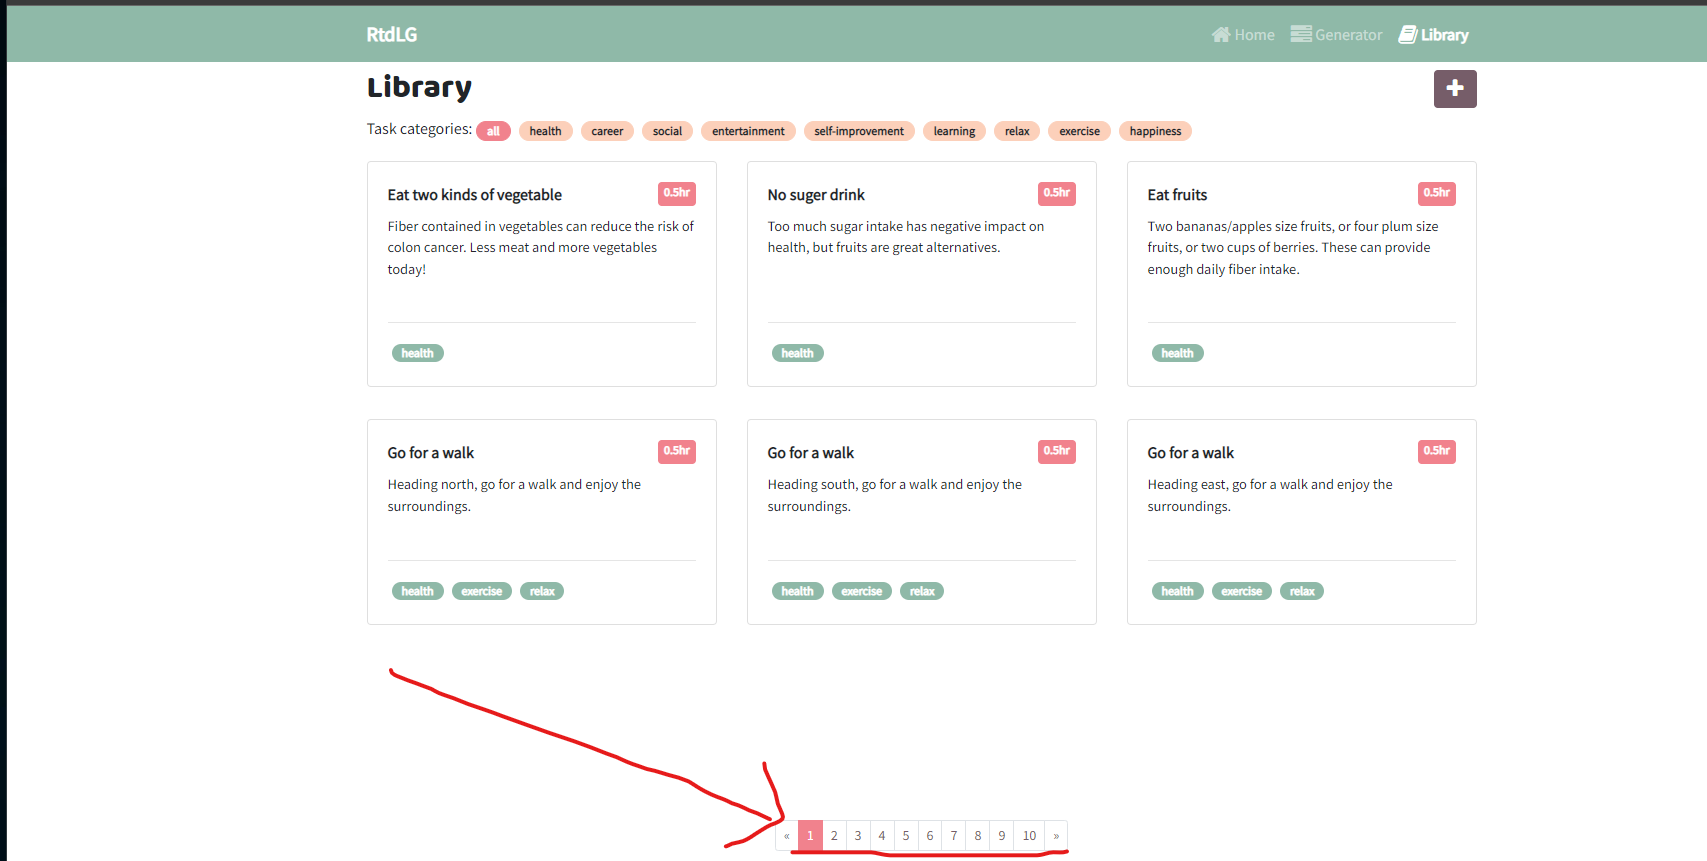 RtdLG Home Generator Library
Library
Task categories: all health career social entertainment self-improvement learning relax exercise happiness
Eat two kinds of vegetable 0.5hr
Fiber contained in vegetables can reduce the risk of
colon cancer. Less meat and more vegetables
today!
health
No suger drink 0.5hr
Too much sugar intake has negative impact on
health, but fruits are great alternatives.
health
Eat fruits 0.5hr
Two bananas/apples size fruits, or four plum size
fruits, or two cups of berries. These can provide
enough daily fiber intake.
health
Go for a walk 0.5hr
Heading north, go for a walk and enjoy the
surroundings.
health exercise relax
Go for a walk 0.5hr
Heading south, go for a walk and enjoy the
surroundings.
health exercise relax
Go for a walk 0.5hr
Heading east, go for a walk and enjoy the
surroundings.
health exercise relax
« 1 2 3 4 5 6 7 8 9 10 »